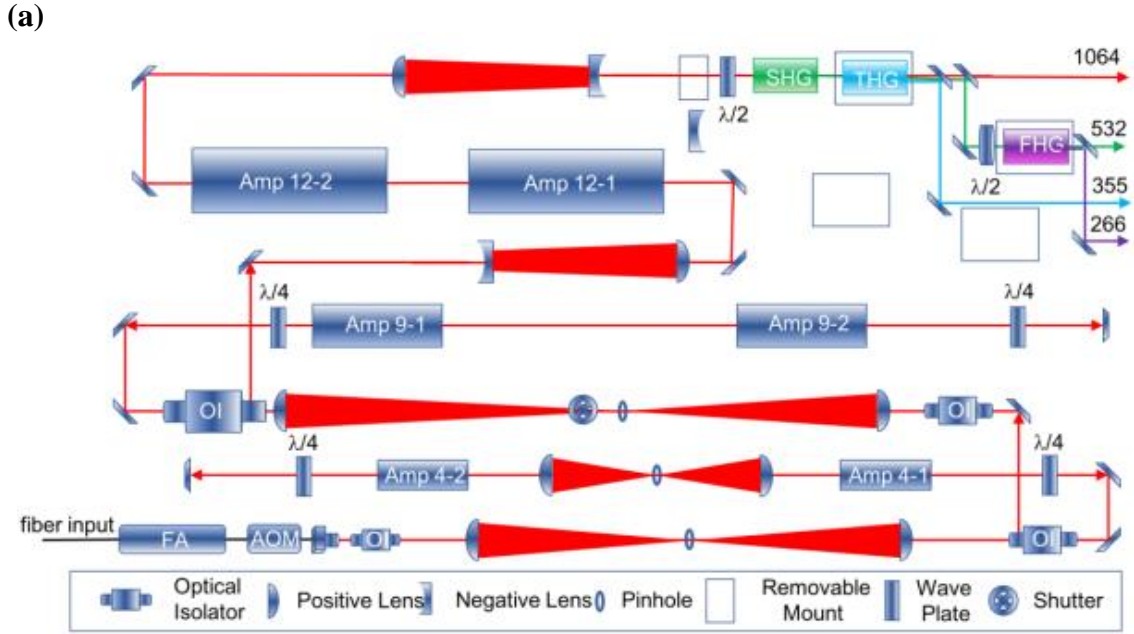 (a)
1064
SHG THG
λ/2
532
FHG
Amp 12-2 Amp 12-1
λ/2
355
266
λ/4 λ/4
Amp 9-1 Amp 9-2
OI OI
λ/4 λ/4
Amp 4-2 Amp 4-1
fiber input
FA AOM OI OI
Optical Isolator Positive Lens Negative Lens Pinhole Removable Mount Wave Plate Shutter